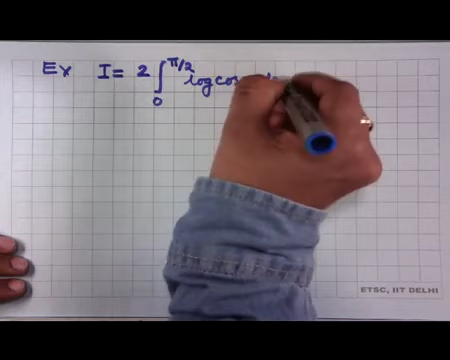 Ex I = 2 ∫₀^π/2 log cos
ETSC, IIT DELHI